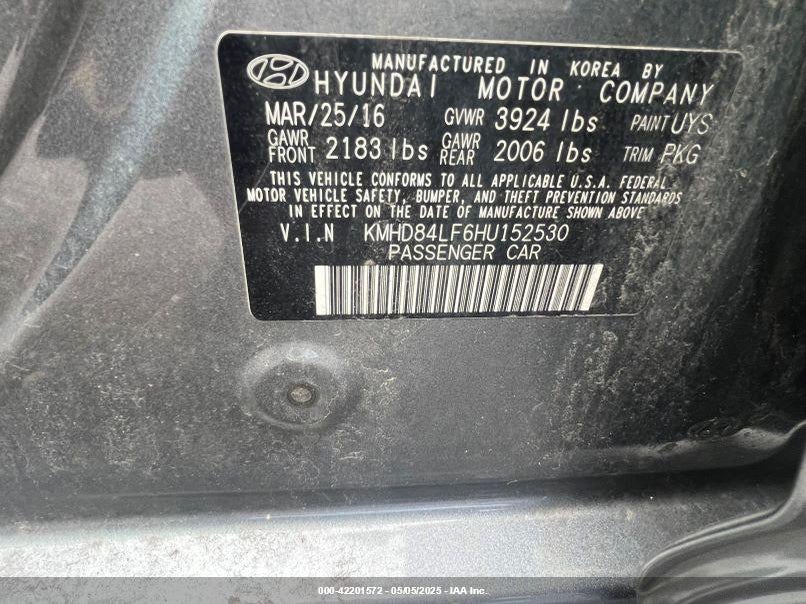 MANUFACTURED IN KOREA BY
HYUNDAI MOTOR COMPANY
MAR/25/16 GVWR 3924 lbs PAINT UYS
GAWR FRONT 2183 lbs GAWR REAR 2006 lbs TRIM PKG
THIS VEHICLE CONFORMS TO ALL APPLICABLE U.S.A. FEDERAL
MOTOR VEHICLE SAFETY, BUMPER, AND THEFT PREVENTION STANDARDS
IN EFFECT ON THE DATE OF MANUFACTURE SHOWN ABOVE
V.I.N KMHD84LF6HU152530
PASSENGER CAR
000-42201572 - 05/05/2025 - IAA Inc.